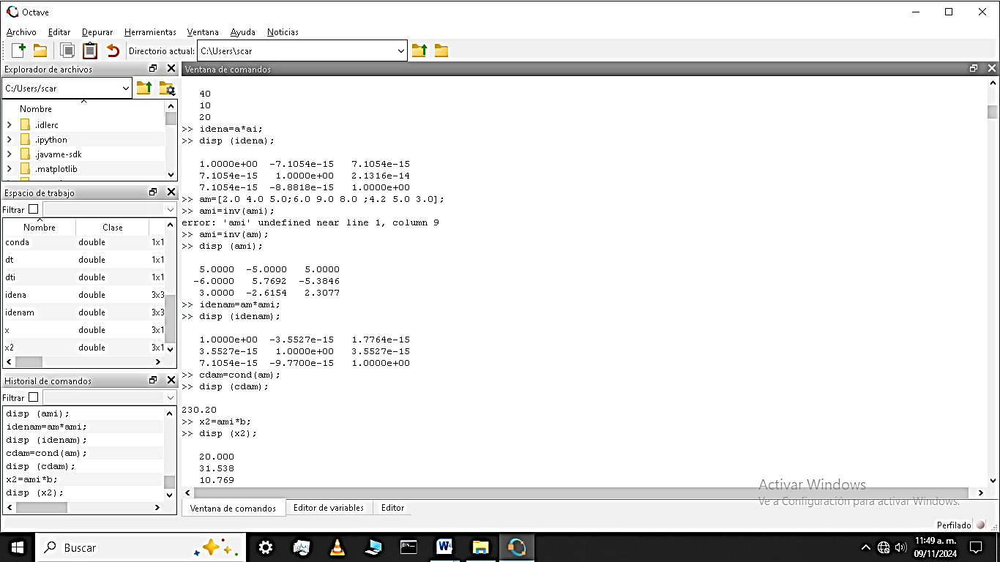 Octave
Archivo Editar Depurar Herramientas Ventana Ayuda Noticias
Directorio actual: C:\Users\scar
Explorador de archivos
C:/Users/scar
Nombre
.idlerc
.ipython
.javame-sdk
.matplotlib
Espacio de trabajo
Filtrar
Nombre Clase
conda double 1x1
dt double 1x1
dti double 1x1
idena double 3x3
idenam double 3x3
x double 3x1
x2 double 3x1
Historial de comandos
Filtrar
disp (ami);
idenam=am*ami;
disp (idenam);
cdam=cond(am);
disp (cdam);
x2=ami*b;
disp (x2);
Ventana de comandos
40
10
20
>> idena=a*ai;
>> disp (idena);
1.0000e+00 -7.1054e-15 7.1054e-15
7.1054e-15 1.0000e+00 2.1316e-14
7.1054e-15 -8.8818e-15 1.0000e+00
>> am=[2.0 4.0 5.0;6.0 9.0 8.0 ;4.2 5.0 3.0];
>> ami=inv(ami);
error: 'ami' undefined near line 1, column 9
>> ami=inv(am);
>> disp (ami);
5.0000 -5.0000 5.0000
-6.0000 5.7692 -5.3846
3.0000 -2.6154 2.3077
>> idenam=am*ami;
>> disp (idenam);
1.0000e+00 -3.5527e-15 1.7764e-15
3.5527e-15 1.0000e+00 3.5527e-15
7.1054e-15 -9.7700e-15 1.0000e+00
>> cdam=cond(am);
>> disp (cdam);
230.20
>> x2=ami*b;
>> disp (x2);
20.000
31.538
10.769
Activar Windows
Ve a Configuración para activar Windows.
Ventana de comandos Editor de variables Editor
Perfilado
Buscar
11:49 a. m.
09/11/2024